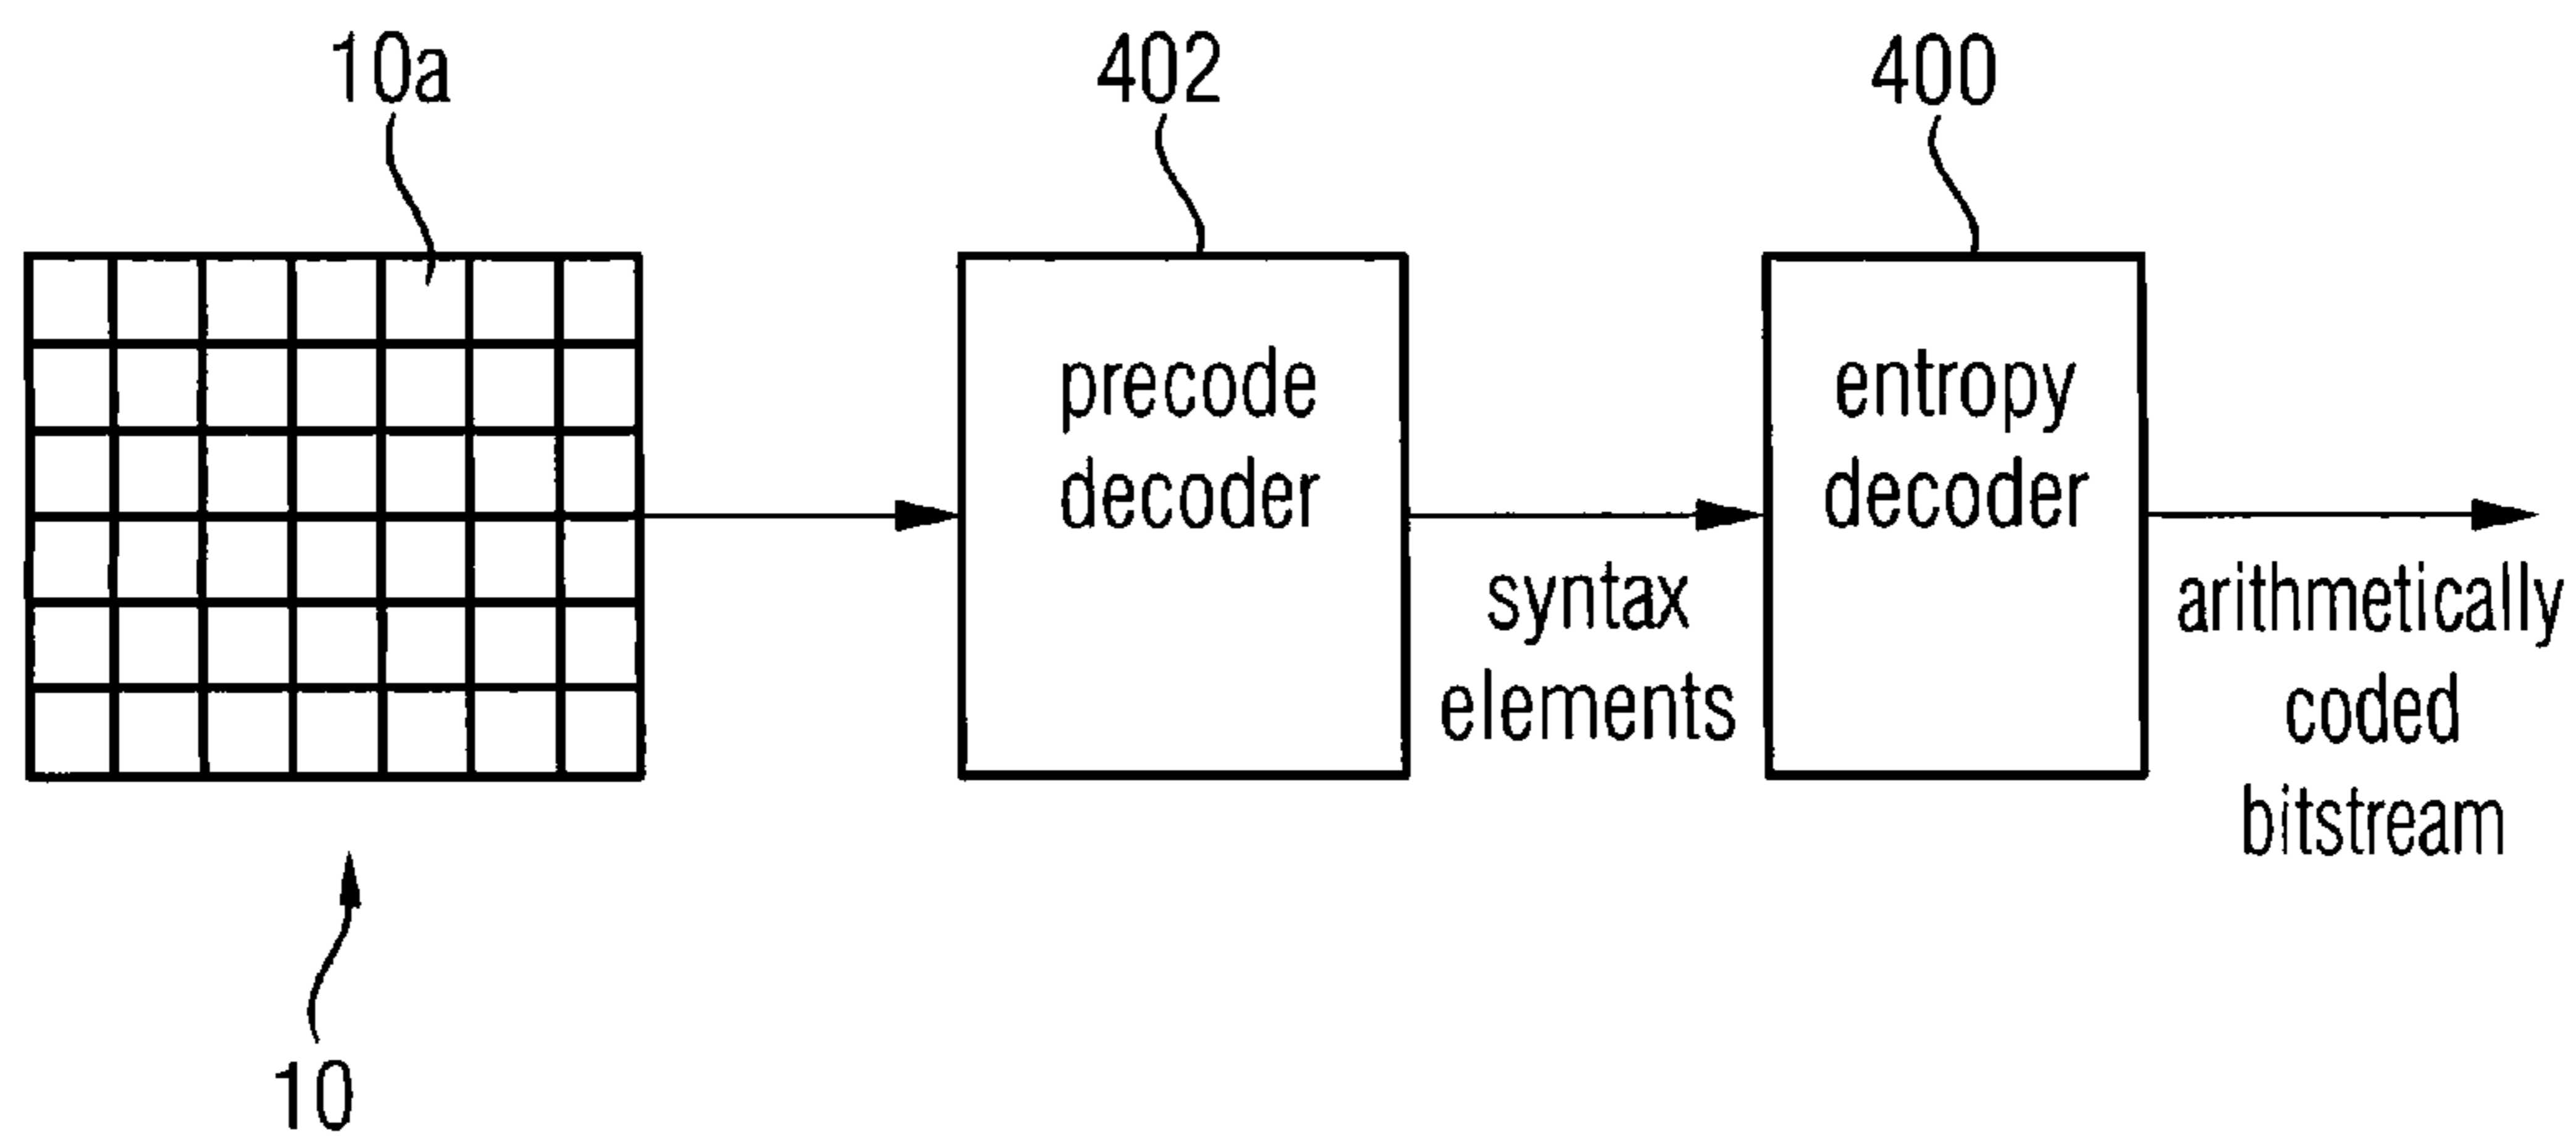 10a
402
400
precode
decoder
entropy
decoder
syntax
elements
arithmetically
coded
bitstream
10